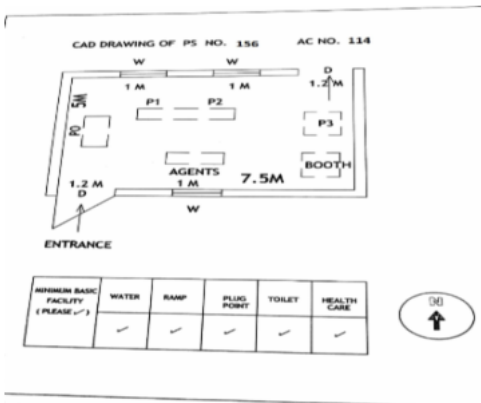 CAD DRAWING OF PS NO. 156 AC NO. 114
W W D
1 M 1 M 1.2 M
5M
P1 P2
PO
P3
AGENTS
BOOTH
1.2 M 1 M 7.5M
D
W
ENTRANCE
MINIMUM BASIC FACILITY (PLEASE ✓) WATER RAMP PLUG POINT TOILET HEALTH CARE
✓ ✓ ✓ ✓ ✓
N